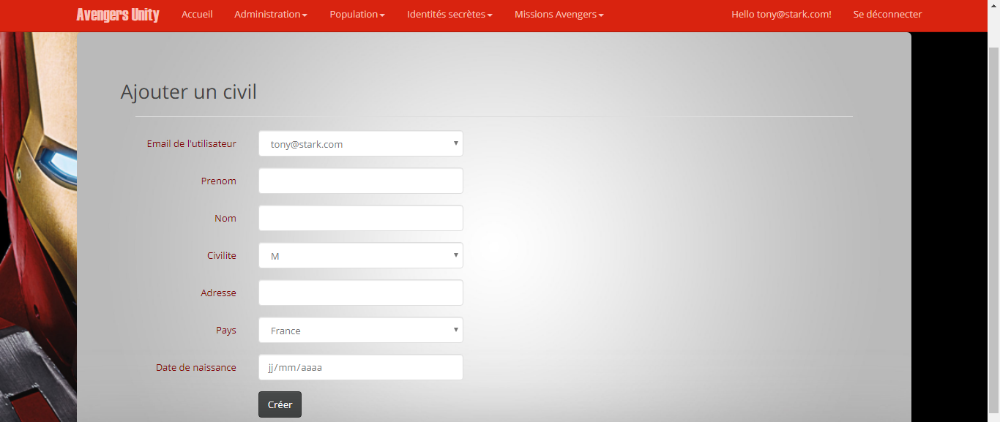 Avengers Unity Accueil Administration Population Identités secrètes Missions Avengers Hello tony@stark.com! Se déconnecter
Ajouter un civil
Email de l'utilisateur tony@stark.com
Prenom
Nom
Civilite M
Adresse
Pays France
Date de naissance jj/mm/aaaa
Créer